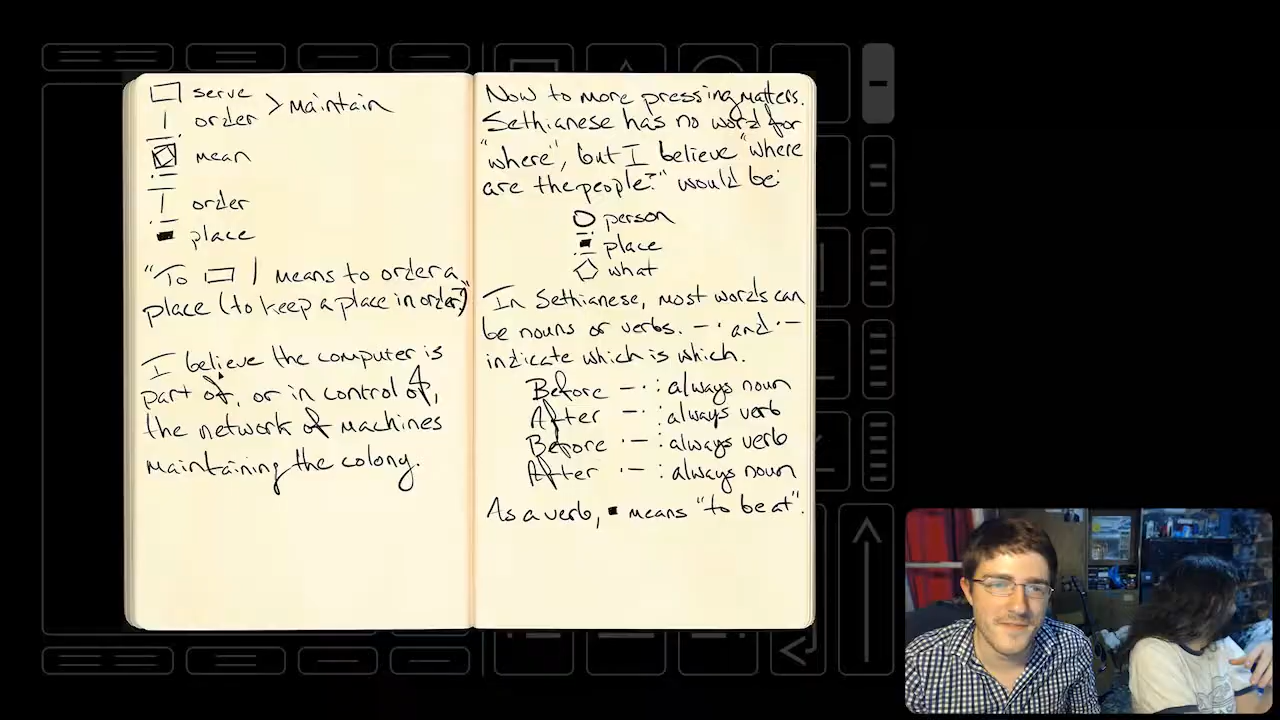 serve
order > maintain
mean
order
place
"To ▭ | means to order a
place (to keep a place in order)"
I believe the computer is
part of, or in control of,
the network of machines
maintaining the colony.
Now to more pressing matters.
Sethianese has no word for
"where", but I believe "where
are the people?" would be:
person
place
what
In Sethianese, most words can
be nouns or verbs. —· and ·—
indicate which is which.
Before —· : always noun
After —· : always verb
Before ·— : always verb
After ·— : always noun
As a verb, ▪ means "to be at".